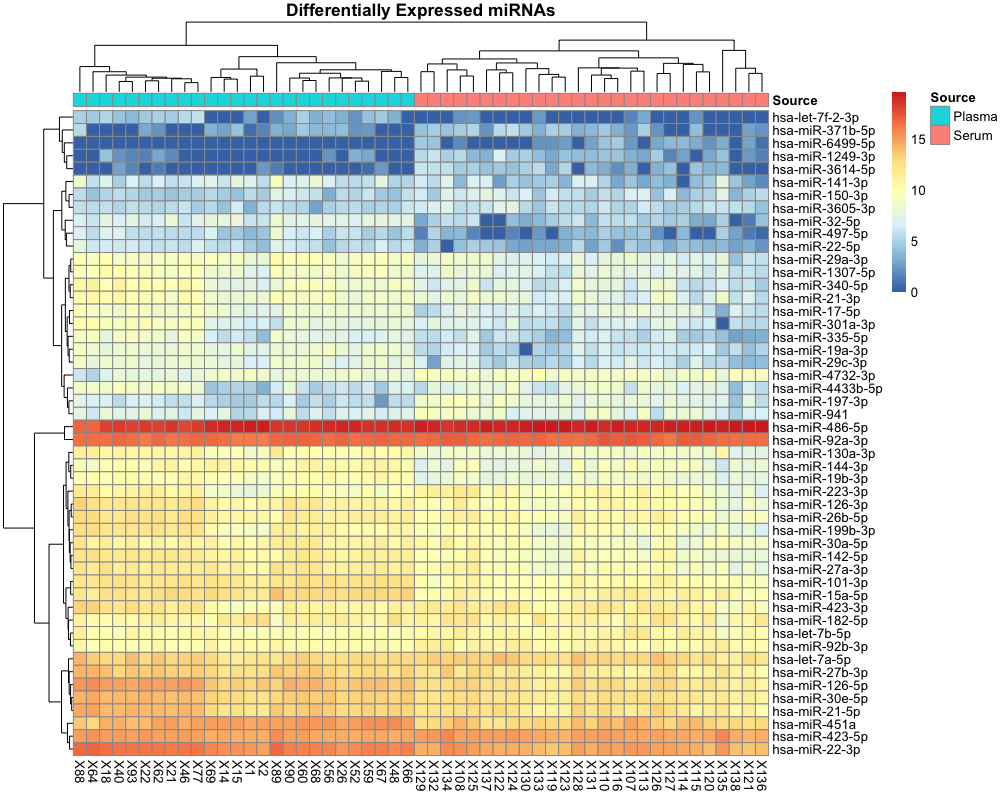 Differentially Expressed miRNAs
Source
hsa-let-7f-2-3p
hsa-miR-371b-5p
hsa-miR-6499-5p
hsa-miR-1249-3p
hsa-miR-3614-5p
hsa-miR-141-3p
hsa-miR-150-3p
hsa-miR-3605-3p
hsa-miR-32-5p
hsa-miR-497-5p
hsa-miR-22-5p
hsa-miR-29a-3p
hsa-miR-1307-5p
hsa-miR-340-5p
hsa-miR-21-3p
hsa-miR-17-5p
hsa-miR-301a-3p
hsa-miR-335-5p
hsa-miR-19a-3p
hsa-miR-29c-3p
hsa-miR-4732-3p
hsa-miR-4433b-5p
hsa-miR-197-3p
hsa-miR-941
hsa-miR-486-5p
hsa-miR-92a-3p
hsa-miR-130a-3p
hsa-miR-144-3p
hsa-miR-19b-3p
hsa-miR-223-3p
hsa-miR-126-3p
hsa-miR-26b-5p
hsa-miR-199b-3p
hsa-miR-30a-5p
hsa-miR-142-5p
hsa-miR-27a-3p
hsa-miR-101-3p
hsa-miR-15a-5p
hsa-miR-423-3p
hsa-miR-182-5p
hsa-let-7b-5p
hsa-miR-92b-3p
hsa-let-7a-5p
hsa-miR-27b-3p
hsa-miR-126-5p
hsa-miR-30e-5p
hsa-miR-21-5p
hsa-miR-451a
hsa-miR-423-5p
hsa-miR-22-3p
X88
X64
X18
X40
X93
X22
X62
X21
X46
X77
X69
X14
X15
X1
X2
X89
X90
X60
X68
X56
X26
X52
X59
X67
X48
X66
X129
X132
X134
X108
X125
X137
X122
X124
X130
X133
X119
X123
X128
X131
X110
X116
X107
X113
X126
X127
X114
X115
X120
X135
X138
X121
X136
15
10
5
0
Source
Plasma
Serum